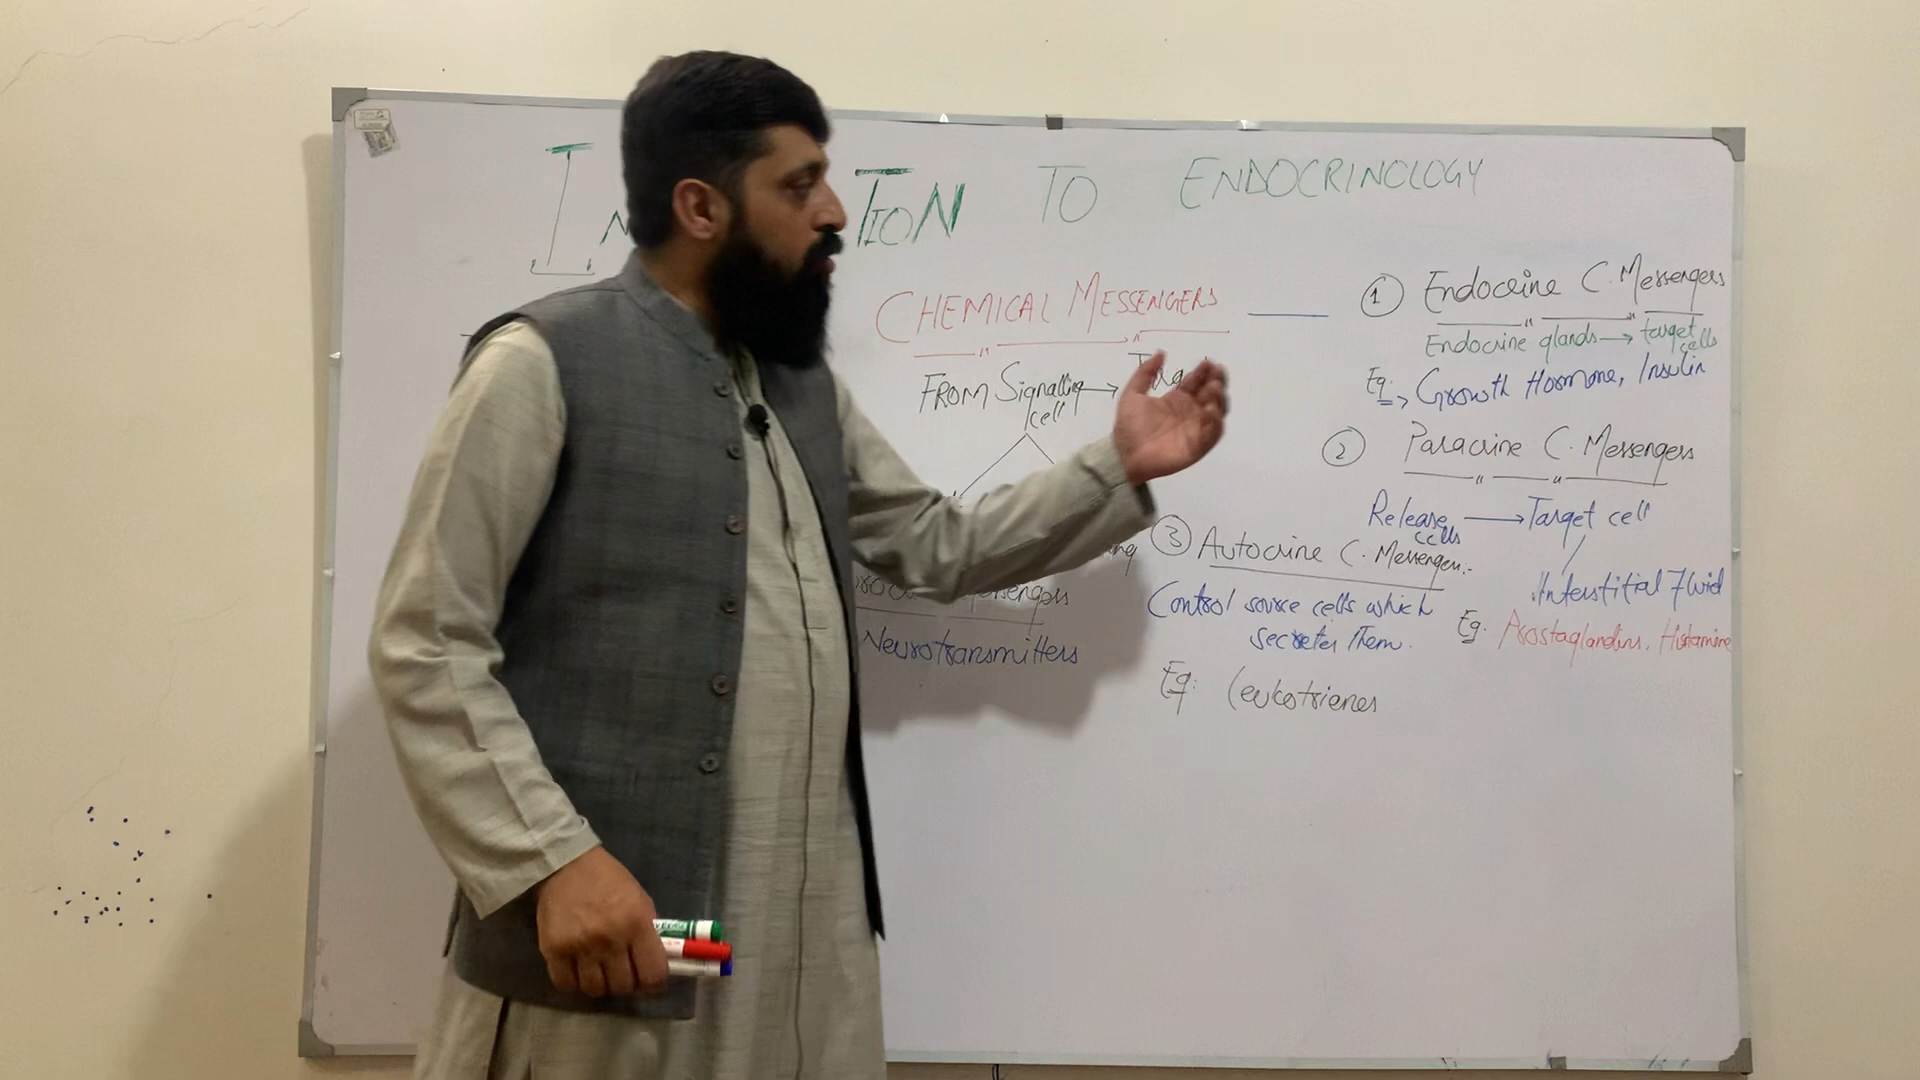 TION TO ENDOCRINOLOGY
CHEMICAL MESSENGERS
FROM Signalling
cell
① Endocrine C. Messengers
Endocrine glands → target
cells
Eg: → Growth Hormone, Insulin
② Paracrine C. Messengers
Release → Target cell
cells
Interstitial Fluid
Eg. Prostaglandins, Histamine
③ Autocrine C. Messengers.
Control source cells which
secretes them.
Eg: Leukotrienes
Neurotransmitters